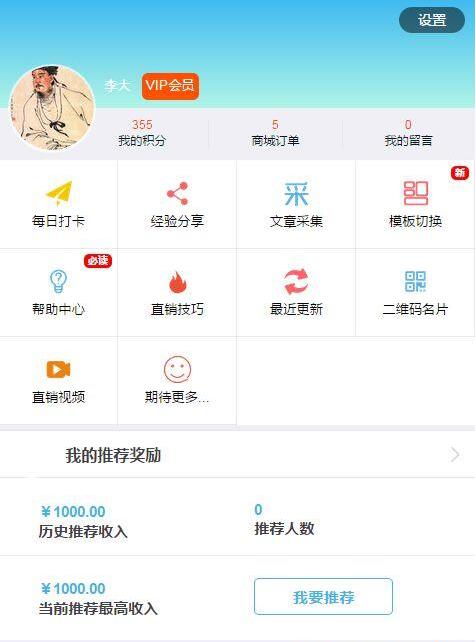 设置
李大 VIP会员
355 5 0
我的积分 商城订单 我的留言
新
每日打卡 经验分享 文章采集 模板切换
必读
帮助中心 直销技巧 最近更新 二维码名片
直销视频 期待更多...
我的推荐奖励
￥1000.00 0
历史推荐收入 推荐人数
￥1000.00
当前推荐最高收入 我要推荐
采